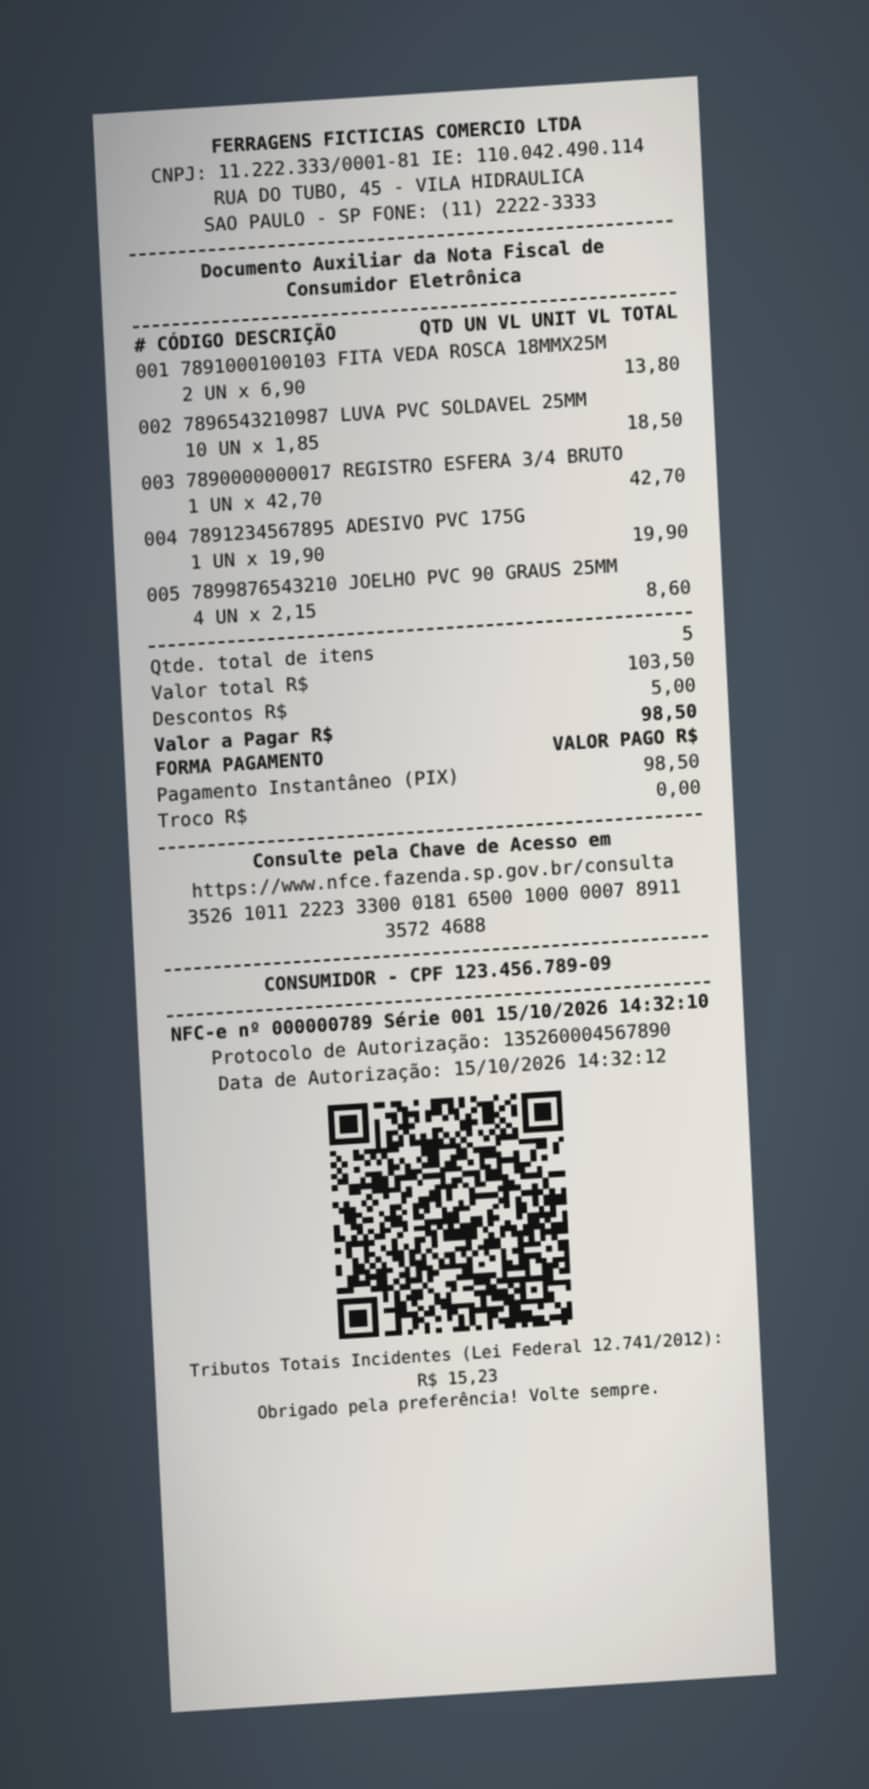 FERRAGENS FICTICIAS COMERCIO LTDA
CNPJ: 11.222.333/0001-81 IE: 110.042.490.114
RUA DO TUBO, 45 - VILA HIDRAULICA
SAO PAULO - SP FONE: (11) 2222-3333
Documento Auxiliar da Nota Fiscal de
Consumidor Eletrônica
# CÓDIGO DESCRIÇÃO QTD UN VL UNIT VL TOTAL
001 7891000100103 FITA VEDA ROSCA 18MMX25M
2 UN x 6,90 13,80
002 7896543210987 LUVA PVC SOLDAVEL 25MM
10 UN x 1,85 18,50
003 7890000000017 REGISTRO ESFERA 3/4 BRUTO
1 UN x 42,70 42,70
004 7891234567895 ADESIVO PVC 175G
1 UN x 19,90 19,90
005 7899876543210 JOELHO PVC 90 GRAUS 25MM
4 UN x 2,15 8,60
Qtde. total de itens 5
Valor total R$ 103,50
Descontos R$ 5,00
Valor a Pagar R$ 98,50
FORMA PAGAMENTO VALOR PAGO R$
Pagamento Instantâneo (PIX) 98,50
Troco R$ 0,00
Consulte pela Chave de Acesso em
https://www.nfce.fazenda.sp.gov.br/consulta
3526 1011 2223 3300 0181 6500 1000 0007 8911
3572 4688
CONSUMIDOR - CPF 123.456.789-09
NFC-e nº 000000789 Série 001 15/10/2026 14:32:10
Protocolo de Autorização: 135260004567890
Data de Autorização: 15/10/2026 14:32:12
Tributos Totais Incidentes (Lei Federal 12.741/2012):
R$ 15,23
Obrigado pela preferência! Volte sempre.